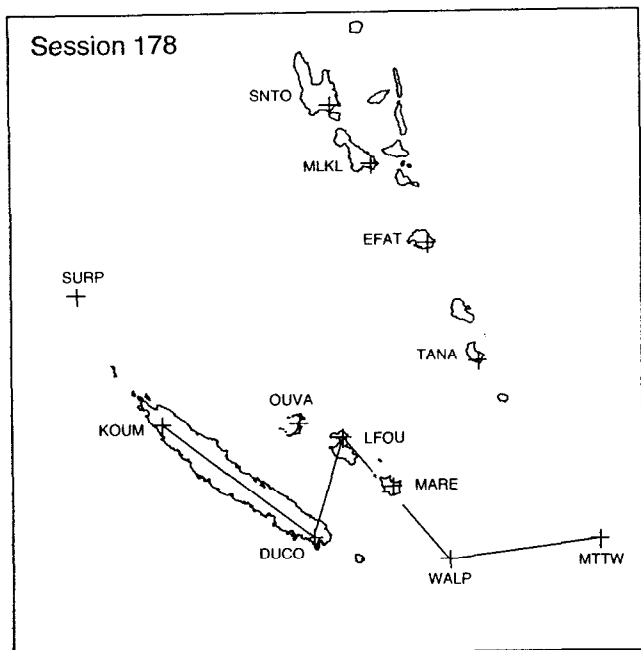 Session 178
SNTO
MLKL
EFAT
SURP
TANA
OUVA
KOUM
LFOU
MARE
DUCO
WALP
MTTW